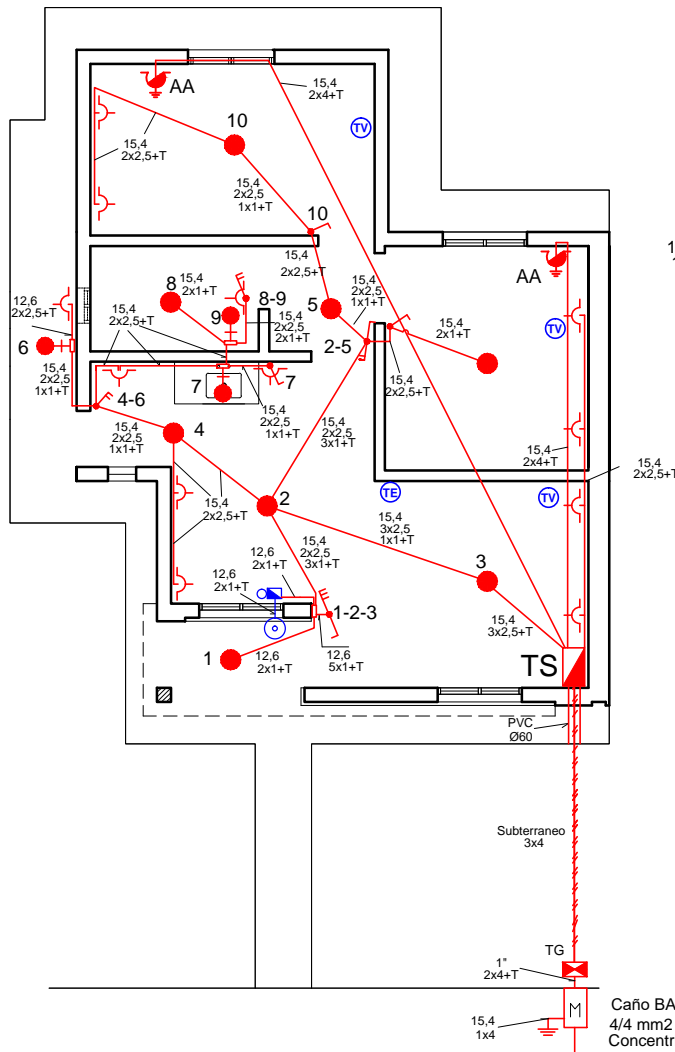 AA
15,4
2x4+T
TV
10
15,4
2x2,5+T
15,4
2x2,5
1x1+T
10
1
15,4
2x2,5+T
AA
8
15,4
2x1+T
8-9
12,6
2x2,5+T
15,4
2x2,5+T
9
15,4
2x2,5
2x1+T
5
15,4
2x2,5
1x1+T
2-5
15,4
2x1+T
TV
6
15,4
2x2,5
1x1+T
7
7
15,4
2x2,5+T
4-6
15,4
2x2,5
1x1+T
15,4
2x2,5
1x1+T
4
15,4
2x2,5
3x1+T
15,4
2x4+T
15,4
2x2,5+T
15,4
2x2,5+T
2
TE
TV
15,4
3x2,5
1x1+T
15,4
2x2,5
3x1+T
12,6
2x1+T
12,6
2x1+T
3
1-2-3
15,4
3x2,5+T
1
12,6
2x1+T
12,6
5x1+T
TS
PVC
Ø60
Subterraneo
3x4
TG
1"
2x4+T
M
15,4
1x4
Caño BA
4/4 mm2
Concentr